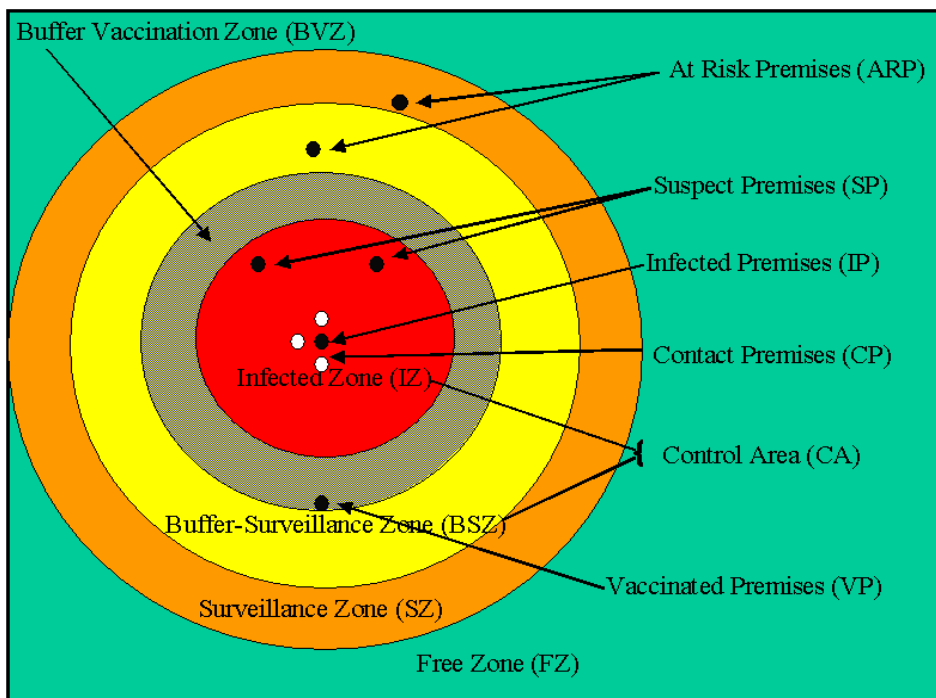 Buffer Vaccination Zone (BVZ)
At Risk Premises (ARP)
Suspect Premises (SP)
Infected Premises (IP)
Contact Premises (CP)
Infected Zone (IZ)
Control Area (CA)
Buffer-Surveillance Zone (BSZ)
Vaccinated Premises (VP)
Surveillance Zone (SZ)
Free Zone (FZ)